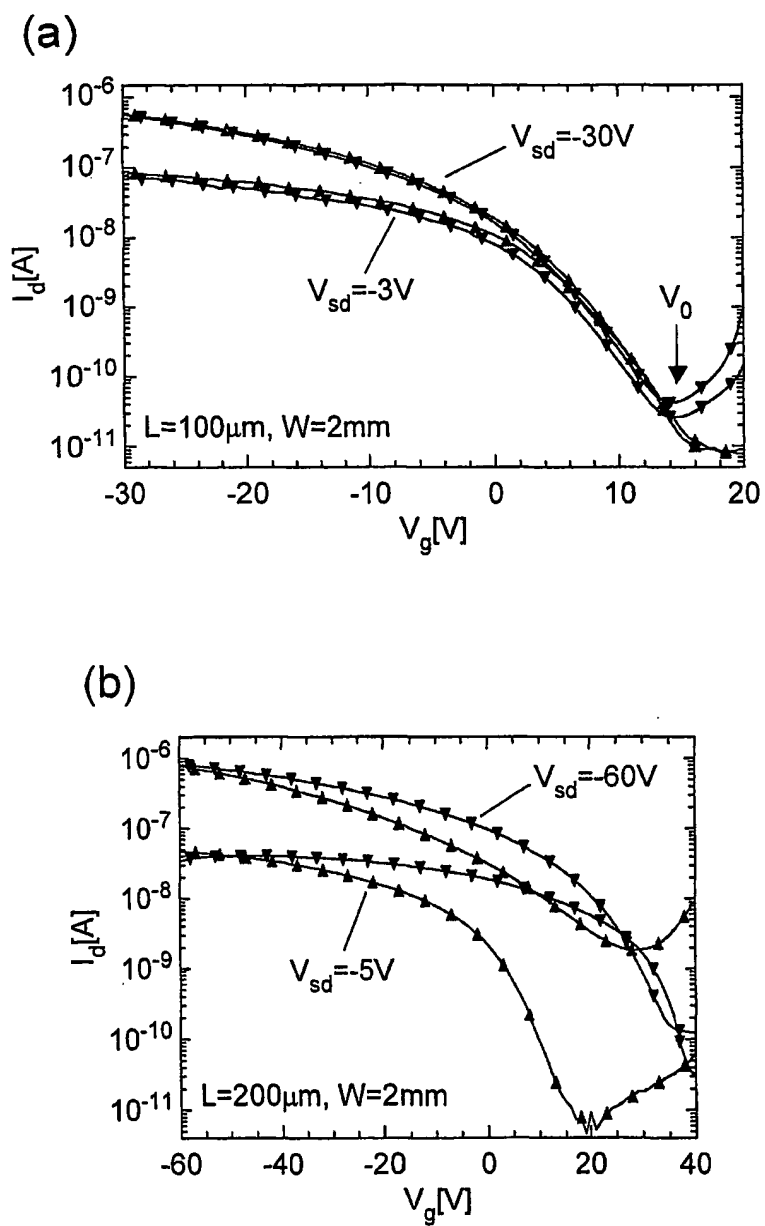 (a)
10⁻⁶
10⁻⁷
10⁻⁸
10⁻⁹
10⁻¹⁰
10⁻¹¹
I_d[A]
V_sd=-30V
V_sd=-3V
V_0
L=100μm, W=2mm
-30 -20 -10 0 10 20
V_g[V]
(b)
10⁻⁶
10⁻⁷
10⁻⁸
10⁻⁹
10⁻¹⁰
10⁻¹¹
I_d[A]
V_sd=-60V
V_sd=-5V
L=200μm, W=2mm
-60 -40 -20 0 20 40
V_g[V]